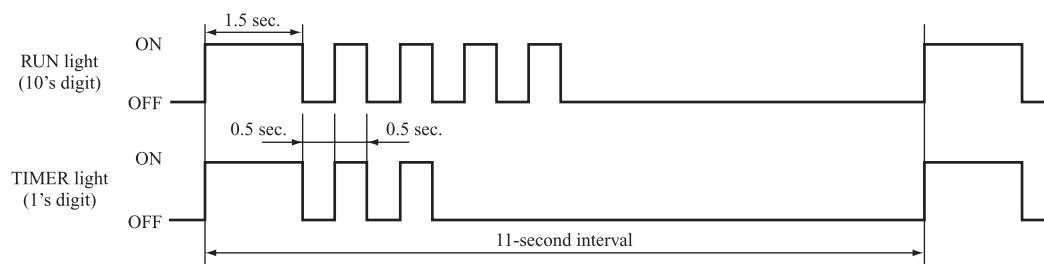 1.5 sec.
ON
RUN light
(10's digit)
OFF
0.5 sec.
0.5 sec.
ON
TIMER light
(1's digit)
OFF
11-second interval